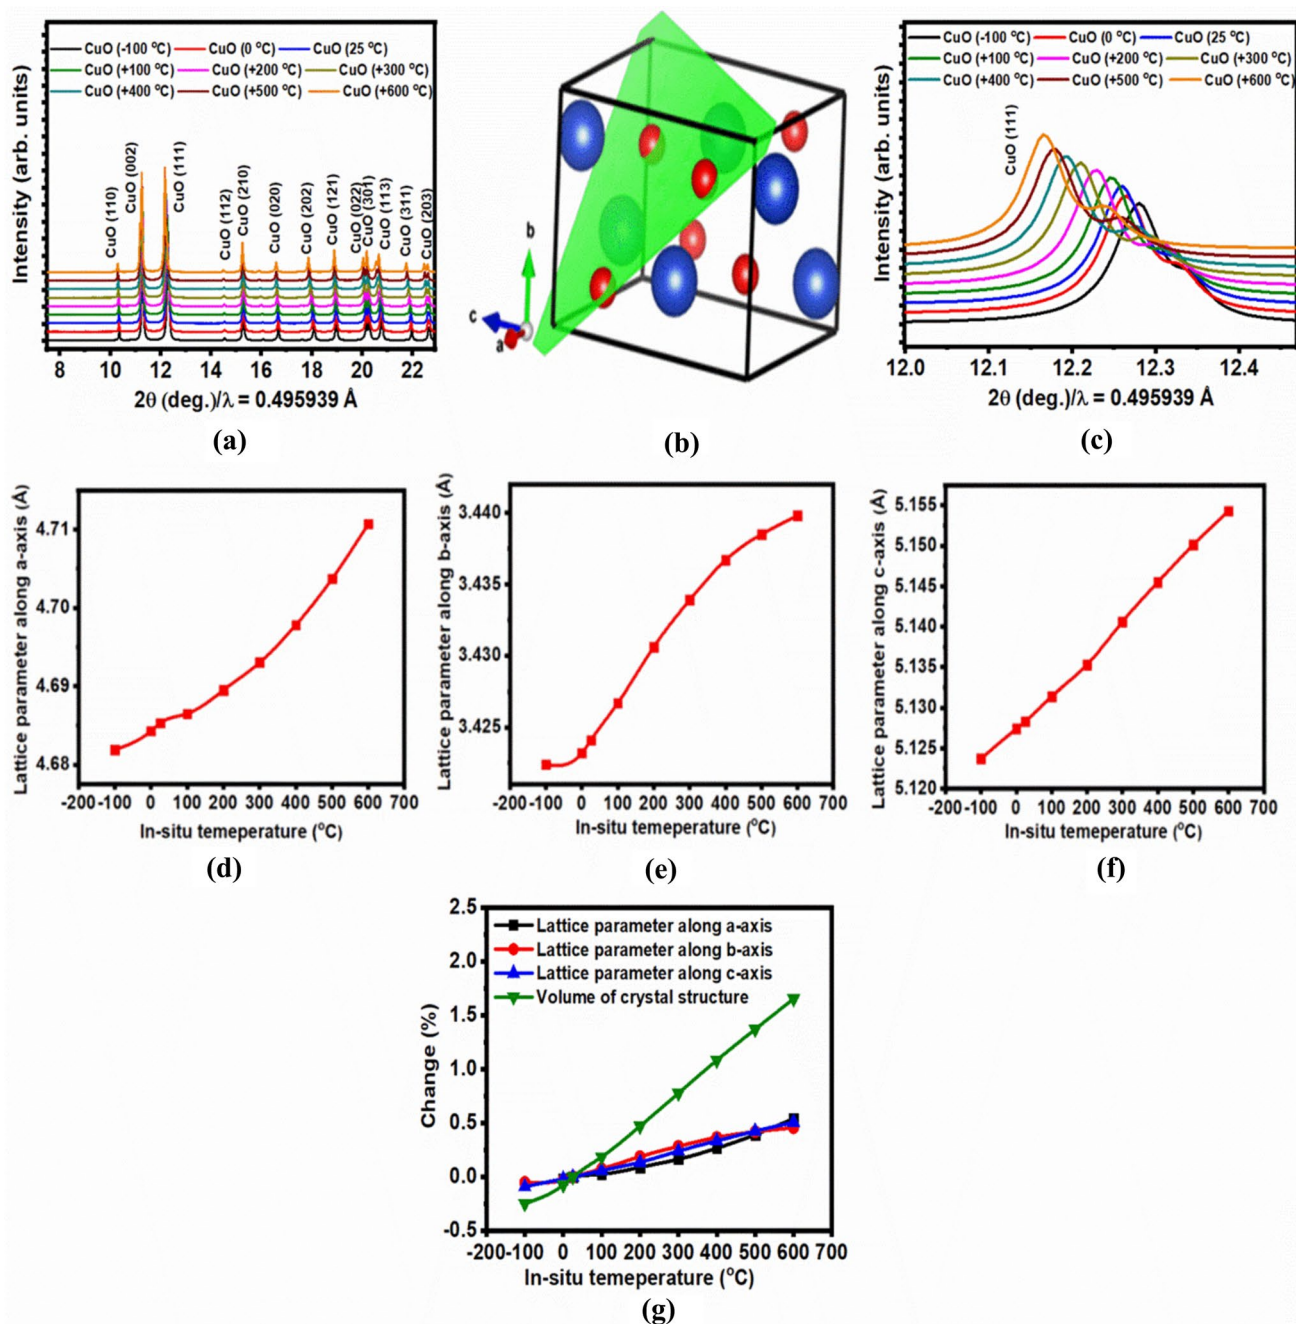 CuO (-100 °C) CuO (0 °C) CuO (25 °C)
CuO (+100 °C) CuO (+200 °C) CuO (+300 °C)
CuO (+400 °C) CuO (+500 °C) CuO (+600 °C)
Intensity (arb. units)
CuO (110)
CuO (002)
CuO (111)
CuO (112)
CuO (210)
CuO (020)
CuO (202)
CuO (121)
CuO (022)
CuO (301)
CuO (113)
CuO (311)
CuO (203)
8 10 12 14 16 18 20 22
2θ (deg.)/λ = 0.495939 Å
(a)
b
c
a
(b)
CuO (-100 °C) CuO (0 °C) CuO (25 °C)
CuO (+100 °C) CuO (+200 °C) CuO (+300 °C)
CuO (+400 °C) CuO (+500 °C) CuO (+600 °C)
Intensity (arb. units)
CuO (111)
12.0 12.1 12.2 12.3 12.4
2θ (deg.)/λ = 0.495939 Å
(c)
Lattice parameter along a-axis (Å)
4.71
4.70
4.69
4.68
-200 -100 0 100 200 300 400 500 600 700
In-situ temeperature (°C)
(d)
Lattice parameter along b-axis (Å)
3.440
3.435
3.430
3.425
-200 -100 0 100 200 300 400 500 600 700
In-situ temeperature (°C)
(e)
Lattice parameter along c-axis (Å)
5.155
5.150
5.145
5.140
5.135
5.130
5.125
5.120
-200 -100 0 100 200 300 400 500 600 700
In-situ temeperature (°C)
(f)
Change (%)
2.5
2.0
1.5
1.0
0.5
0.0
-0.5
Lattice parameter along a-axis
Lattice parameter along b-axis
Lattice parameter along c-axis
Volume of crystal structure
-200 -100 0 100 200 300 400 500 600 700
In-situ temeperature (°C)
(g)